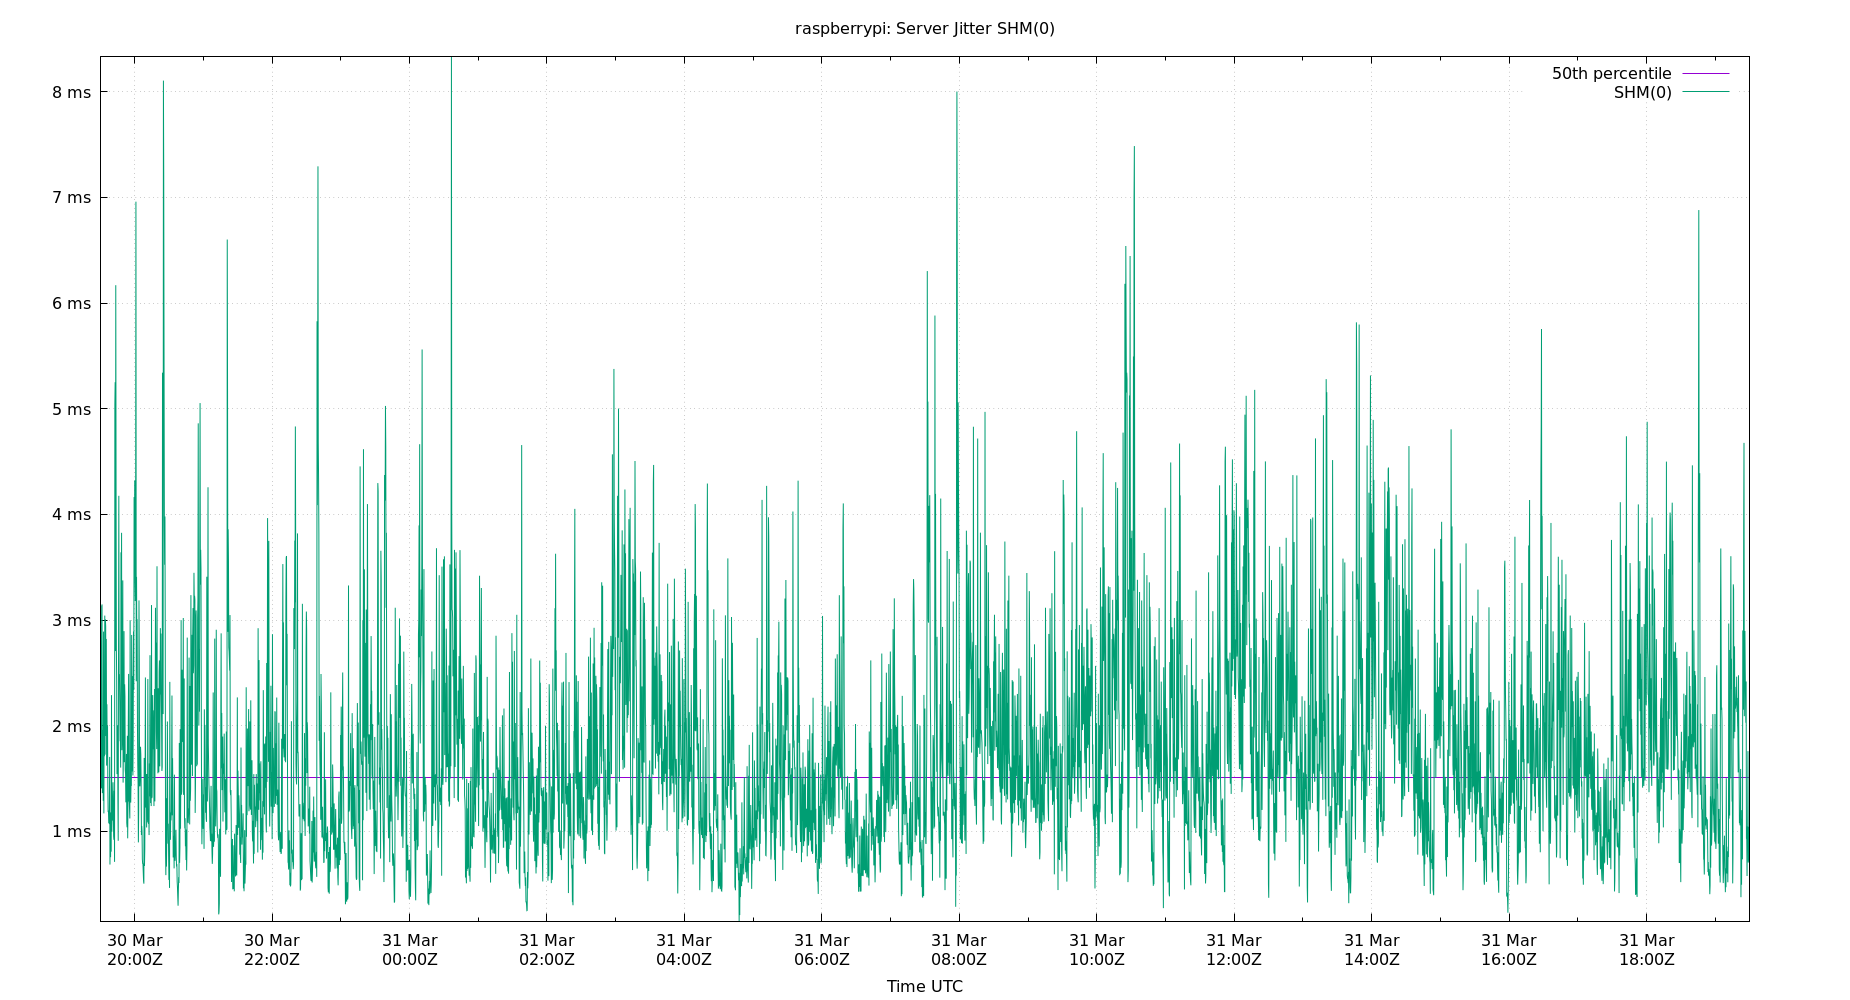 raspberrypi: Server Jitter SHM(0)
50th percentile
SHM(0)
8 ms
7 ms
6 ms
5 ms
4 ms
3 ms
2 ms
1 ms
30 Mar 30 Mar 31 Mar 31 Mar 31 Mar 31 Mar 31 Mar 31 Mar 31 Mar 31 Mar 31 Mar 31 Mar
20:00Z 22:00Z 00:00Z 02:00Z 04:00Z 06:00Z 08:00Z 10:00Z 12:00Z 14:00Z 16:00Z 18:00Z
Time UTC